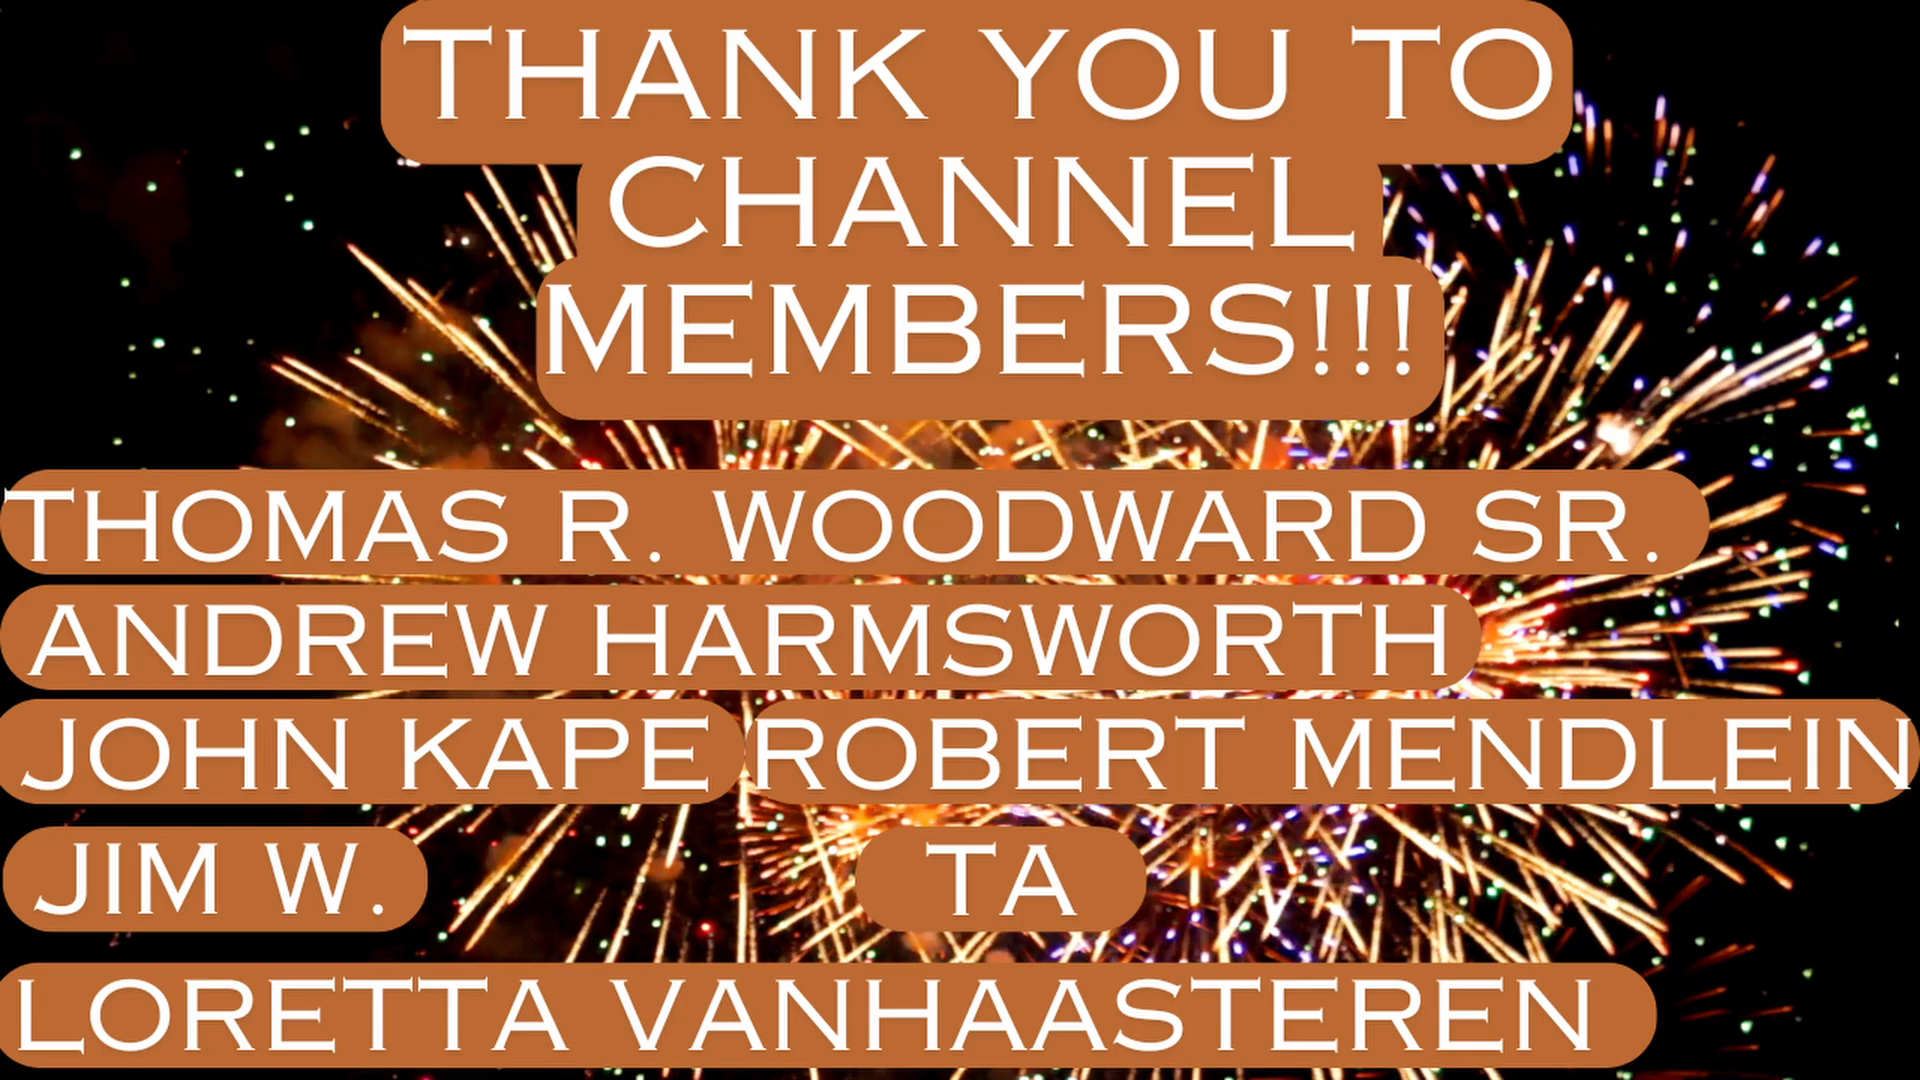 THANK YOU TO
CHANNEL
MEMBERS!!!
THOMAS R. WOODWARD SR.
ANDREW HARMSWORTH
JOHN KAPE ROBERT MENDLEIN
JIM W. TA
LORETTA VANHAASTEREN